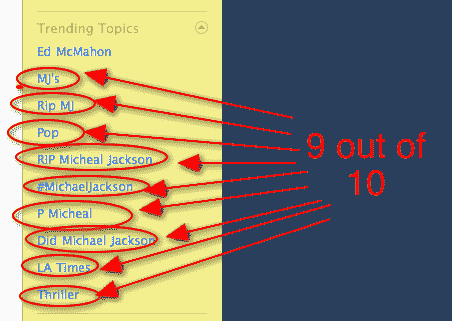 Trending Topics
Ed McMahon
MJ's
Rip MJ
Pop
RIP Micheal Jackson
#MichaelJackson
P Micheal
Did Michael Jackson
LA Times
Thriller
9 out of
10